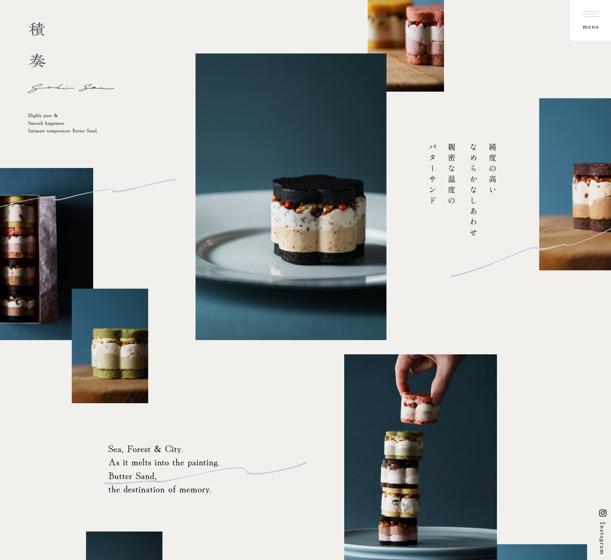 積
奏
Highly pure &
Smooth happiness.
Intimate temperature Butter Sand.
menu
純度の高い
なめらかなしあわせ
親密な温度の
バターサンド
Sea, Forest & City.
As it melts into the painting.
Butter Sand,
the destination of memory.
Instagram